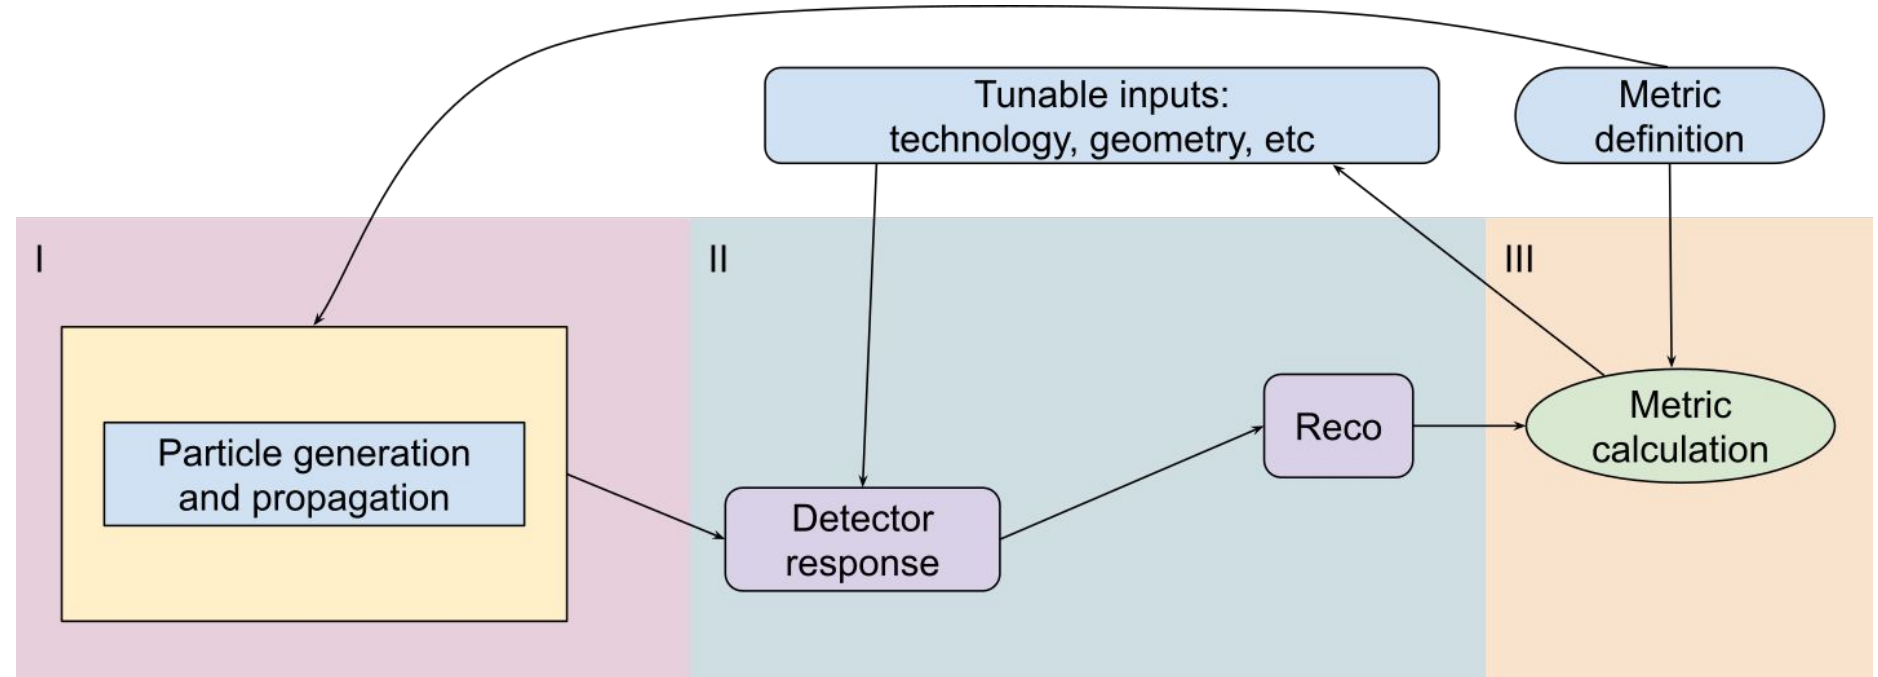 Tunable inputs:
technology, geometry, etc
Metric
definition
I
II
III
Particle generation
and propagation
Detector
response
Reco
Metric
calculation